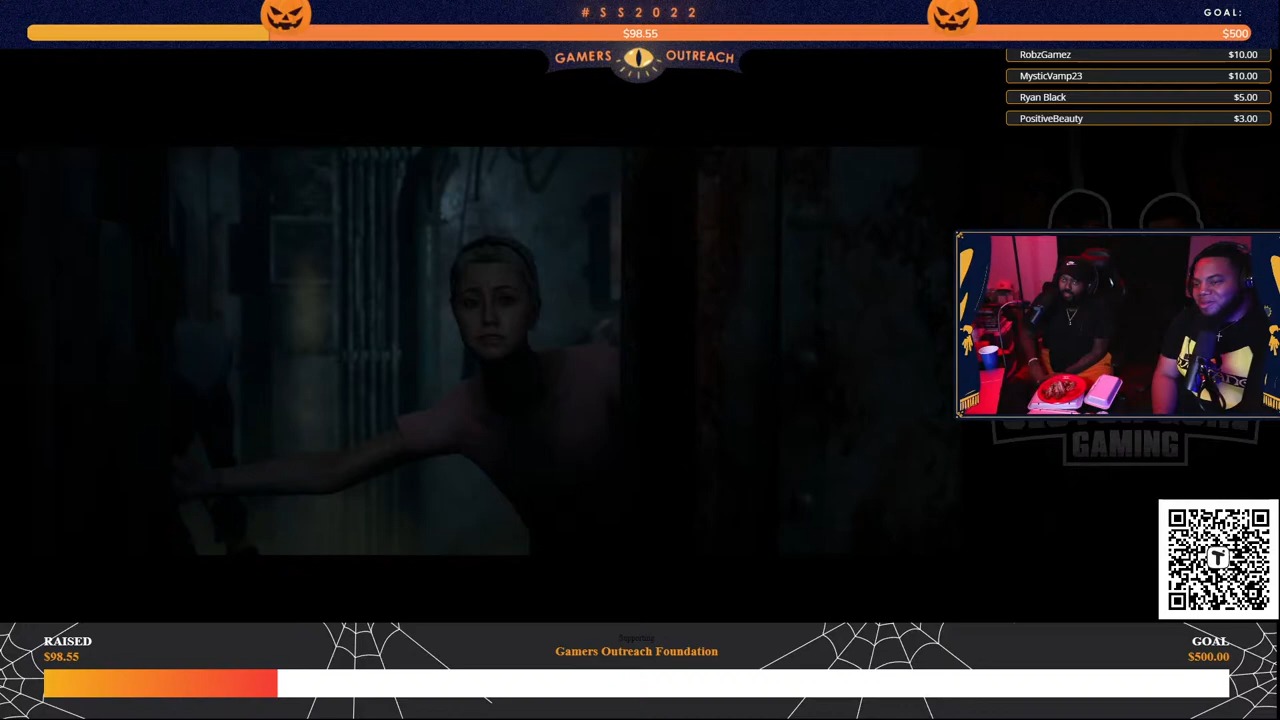 #SS2022
GOAL:
$98.55
$500
GAMERS OUTREACH
RobzGamez $10.00
MysticVamp23 $10.00
Ryan Black $5.00
PositiveBeauty $3.00
GAMING
RAISED
$98.55
Supporting
Gamers Outreach Foundation
GOAL
$500.00